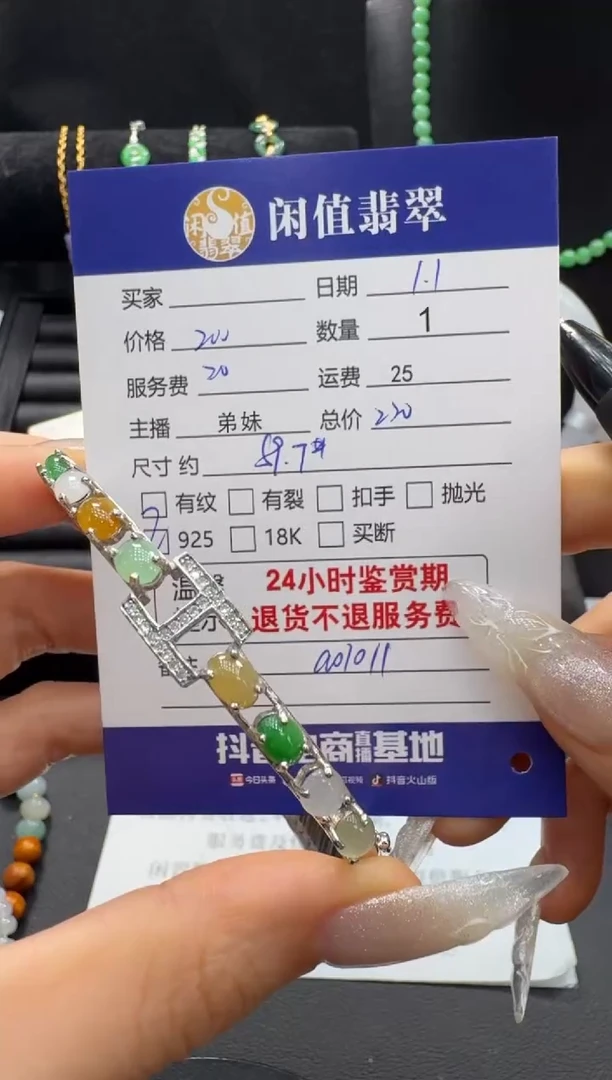 闲值翡翠
闲值
翡翠
买家 日期 1.1
价格 200 数量 1
服务费 20 运费 25
主播 弟妹 总价 220
尺寸 约
有纹 有裂 扣手 抛光
925 18K 买断
温
24小时鉴赏期
退货不退服务费
a01011
抖音电商直播基地
今日头条 抖音火山版